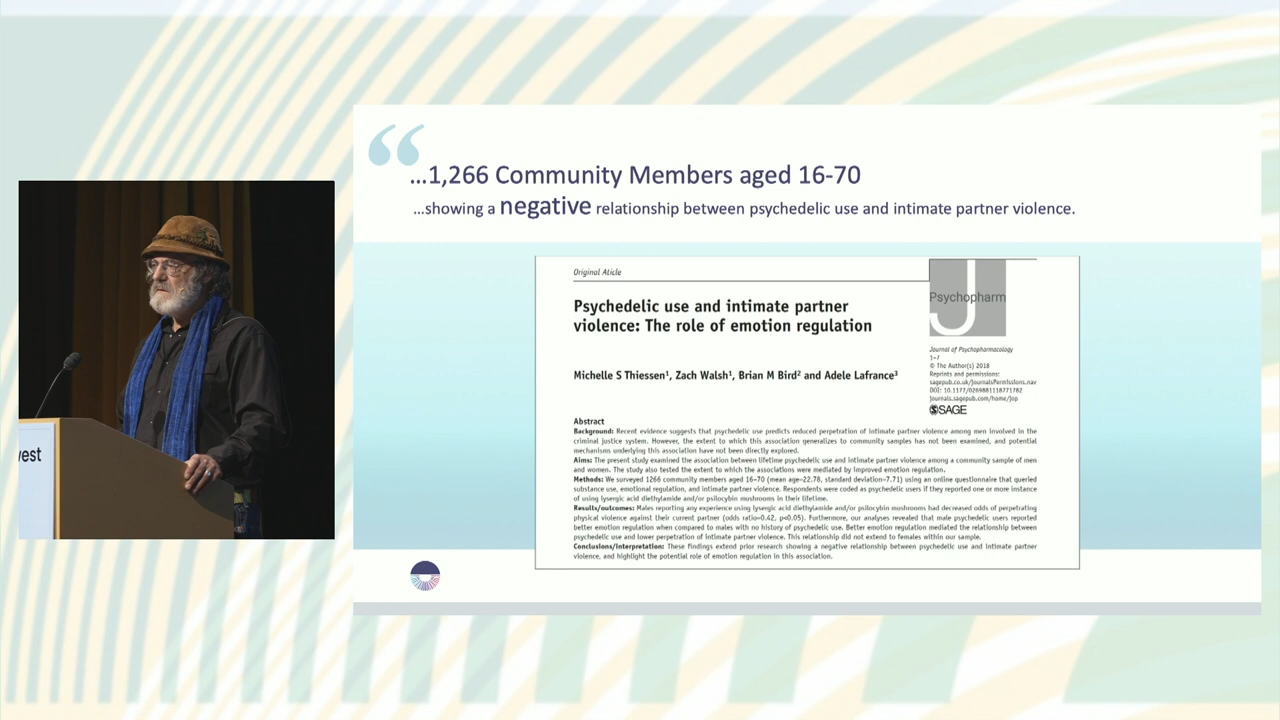 …1,266 Community Members aged 16-70
…showing a negative relationship between psychedelic use and intimate partner violence.
Original Aticle
Psychopharm
J
Psychedelic use and intimate partner
violence: The role of emotion regulation
Journal of Psychopharmacology
1–7
© The Author(s) 2018
Reprints and permissions:
sagepub.co.uk/journalsPermissions.nav
DOI: 10.1177/0269881118771782
journals.sagepub.com/home/jop
SAGE
Michelle S Thiessen¹, Zach Walsh¹, Brian M Bird² and Adele Lafrance³
Abstract
Background: Recent evidence suggests that psychedelic use predicts reduced perpetration of intimate partner violence among men involved in the
criminal justice system. However, the extent to which this association generalizes to community samples has not been examined, and potential
mechanisms underlying this association have not been directly explored.
Aims: The present study examined the association between lifetime psychedelic use and intimate partner violence among a community sample of men
and women. The study also tested the extent to which the associations were mediated by improved emotion regulation.
Methods: We surveyed 1266 community members aged 16–70 (mean age=22.78, standard deviation=7.71) using an online questionnaire that queried
substance use, emotional regulation, and intimate partner violence. Respondents were coded as psychedelic users if they reported one or more instance
of using lysergic acid diethylamide and/or psilocybin mushrooms in their lifetime.
Results/outcomes: Males reporting any experience using lysergic acid diethylamide and/or psilocybin mushrooms had decreased odds of perpetrating
physical violence against their current partner (odds ratio=0.42, p<0.05). Furthermore, our analyses revealed that male psychedelic users reported
better emotion regulation when compared to males with no history of psychedelic use. Better emotion regulation mediated the relationship between
psychedelic use and lower perpetration of intimate partner violence. This relationship did not extend to females within our sample.
Conclusions/interpretation: These findings extend prior research showing a negative relationship between psychedelic use and intimate partner
violence, and highlight the potential role of emotion regulation in this association.
vest